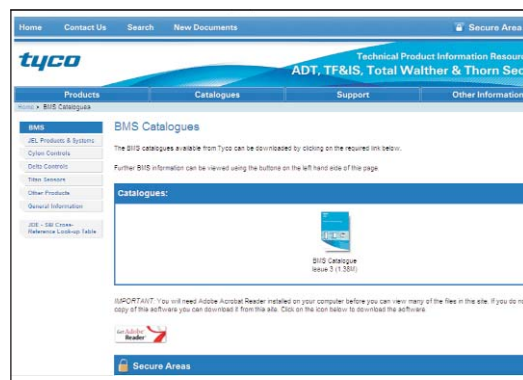 Home Contact Us Search New Documents Secure Area
tyco
Technical Product Information Resour
ADT, TF&IS, Total Walther & Thorn Sec
Products Catalogues Support Other Information
Home BMS Catalogues
BMS
JEL Products & Systems
Cylon Controls
Delta Controls
Titan Sensors
Other Products
General Information
JDE - SM Cross-
Reference Look-up Table
BMS Catalogues
The BMS catalogues available from Tyco can be downloaded by clicking on the required link below.
Further BMS information can be viewed using the buttons on the left hand side of this page.
Catalogues:
BMS Catalogue
Issue 3 (1.38M)
IMPORTANT: You will need Adobe Acrobat Reader installed on your computer before you can view many of the files in this site. If you do no
copy of this software you can download it from this site. Click on the icon below to download the software.
Get Adobe
Reader
Secure Areas